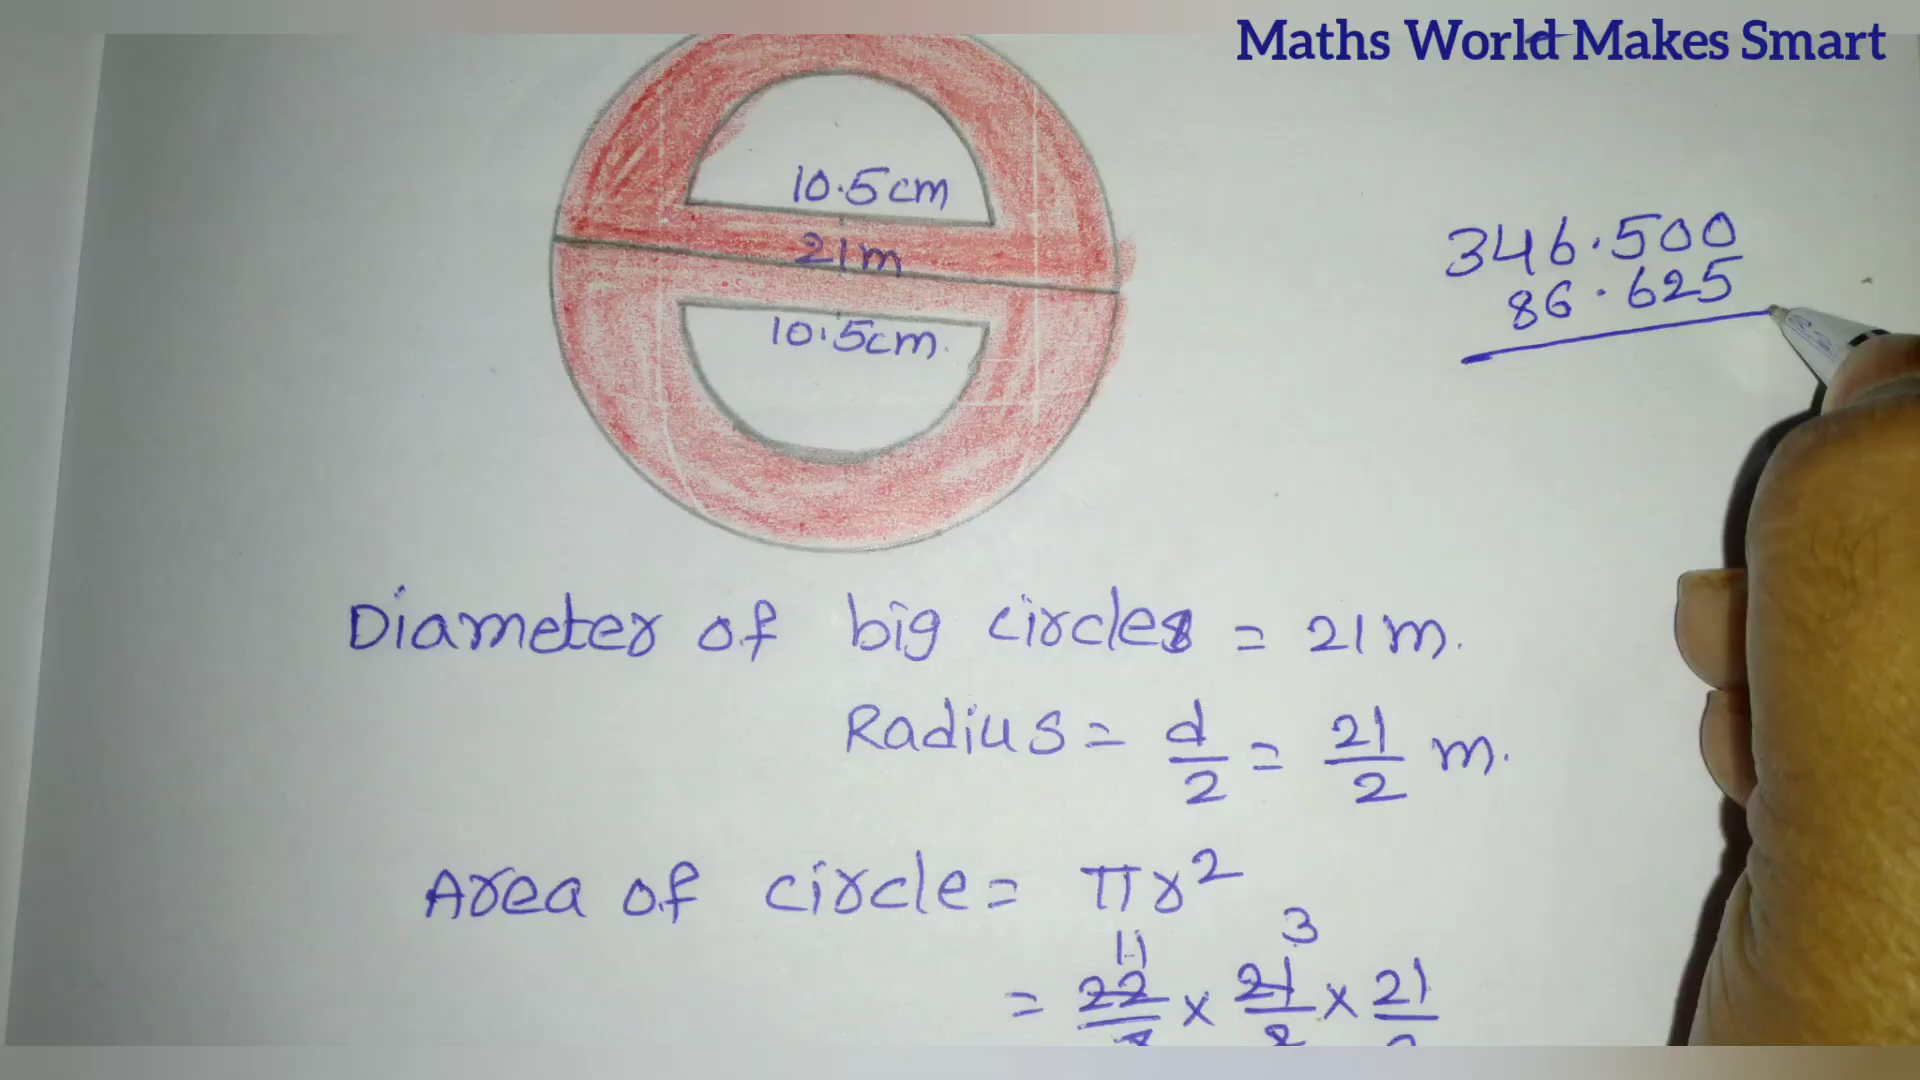 Maths World Makes Smart
10.5cm
21m
10.5cm.
346.500
86.625
Diameter of big circles = 21m.
Radius = d/2 = 21/2 m.
Area of circle = πr²
11 3
= 22/ × 21/2 × 21/